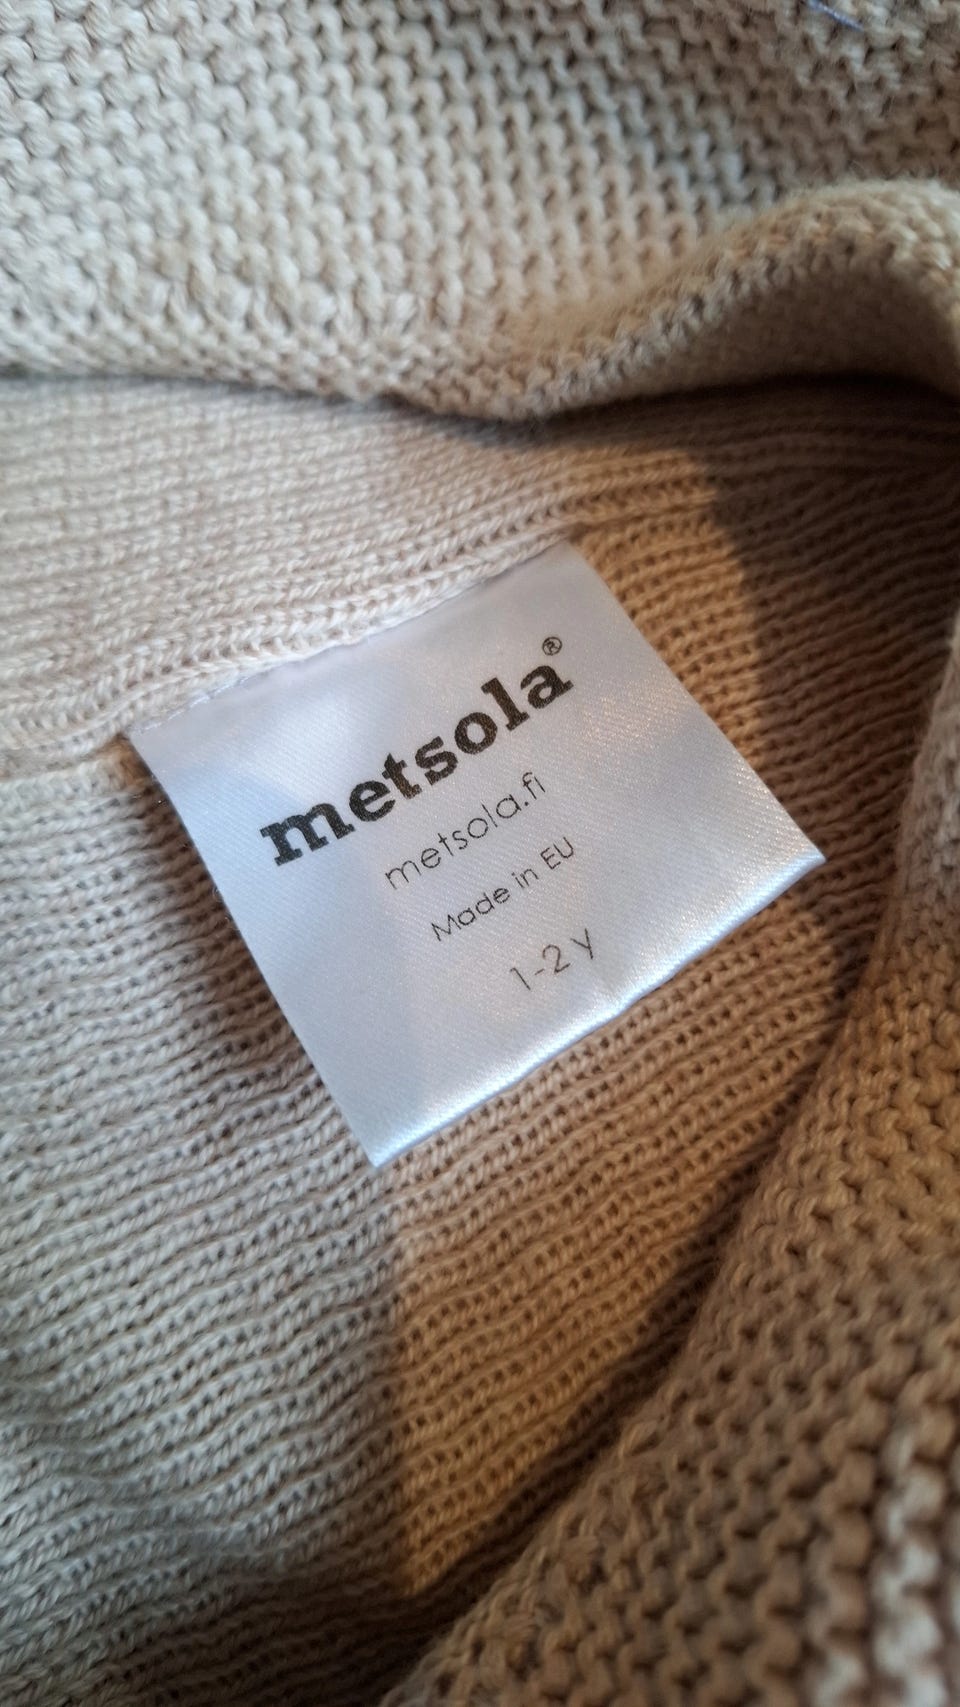 metsola®
metsola.fi
Made in EU
1-2 y